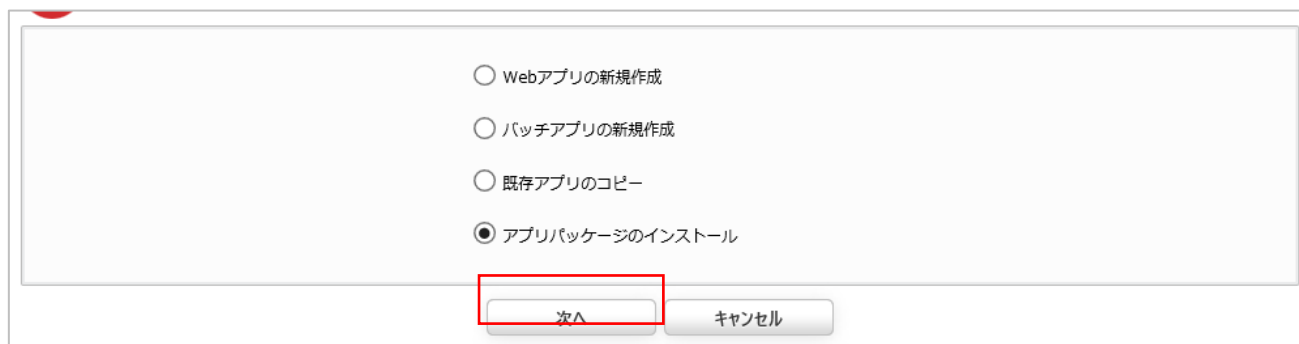 Webアプリの新規作成
バッチアプリの新規作成
既存アプリのコピー
アプリパッケージのインストール
次へ キャンセル